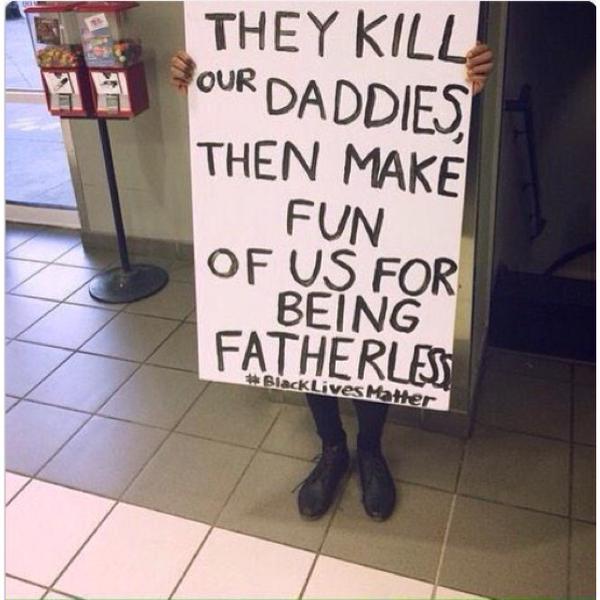 THEY KILL
OUR DADDIES,
THEN MAKE
FUN
OF US FOR
BEING
FATHERLESS
#BlackLivesMatter